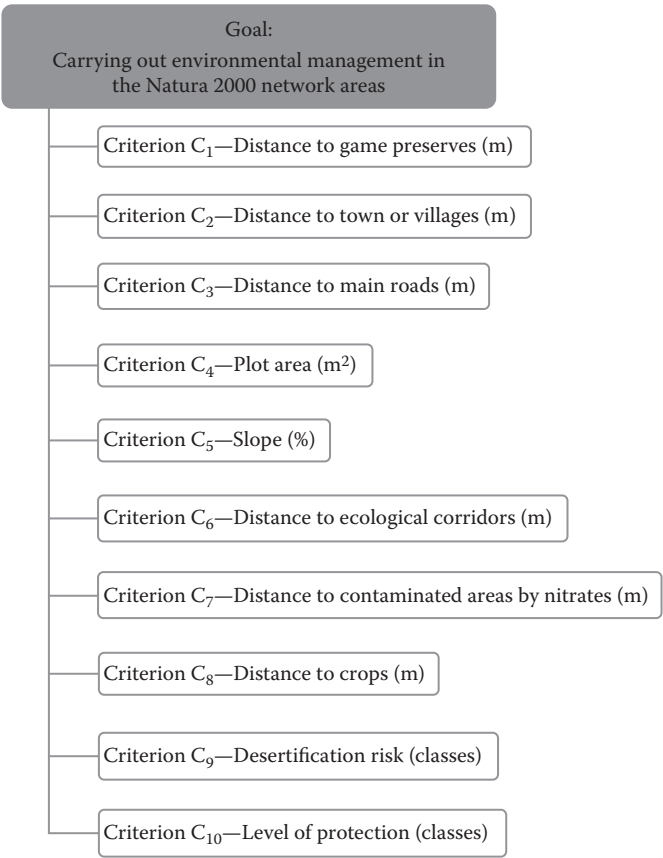 Goal:
Carrying out environmental management in
the Natura 2000 network areas
Criterion C₁—Distance to game preserves (m)
Criterion C₂—Distance to town or villages (m)
Criterion C₃—Distance to main roads (m)
Criterion C₄—Plot area (m²)
Criterion C₅—Slope (%)
Criterion C₆—Distance to ecological corridors (m)
Criterion C₇—Distance to contaminated areas by nitrates (m)
Criterion C₈—Distance to crops (m)
Criterion C₉—Desertification risk (classes)
Criterion C₁₀—Level of protection (classes)